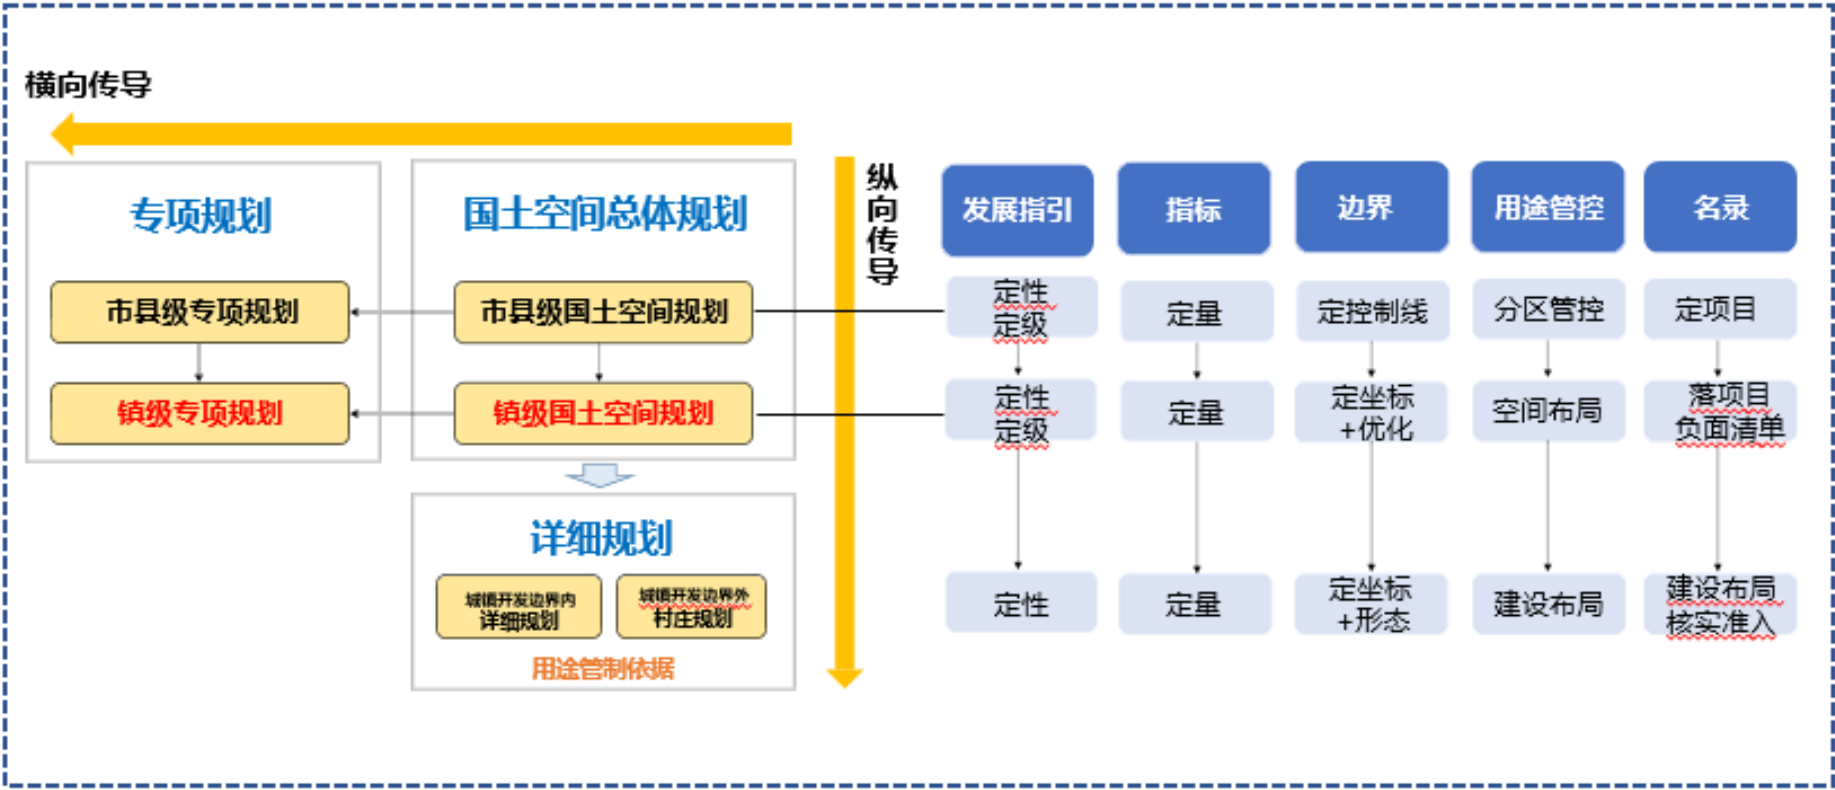 横向传导
专项规划
市县级专项规划
镇级专项规划
国土空间总体规划
市县级国土空间规划
镇级国土空间规划
详细规划
城镇开发边界内
详细规划
城镇开发边界外
村庄规划
用途管制依据
纵
向
传
导
发展指引
指标
边界
用途管控
名录
定性
定级
定量
定控制线
分区管控
定项目
定性
定级
定量
定坐标
+优化
空间布局
落项目
负面清单
定性
定量
定坐标
+形态
建设布局
建设布局
核实准入